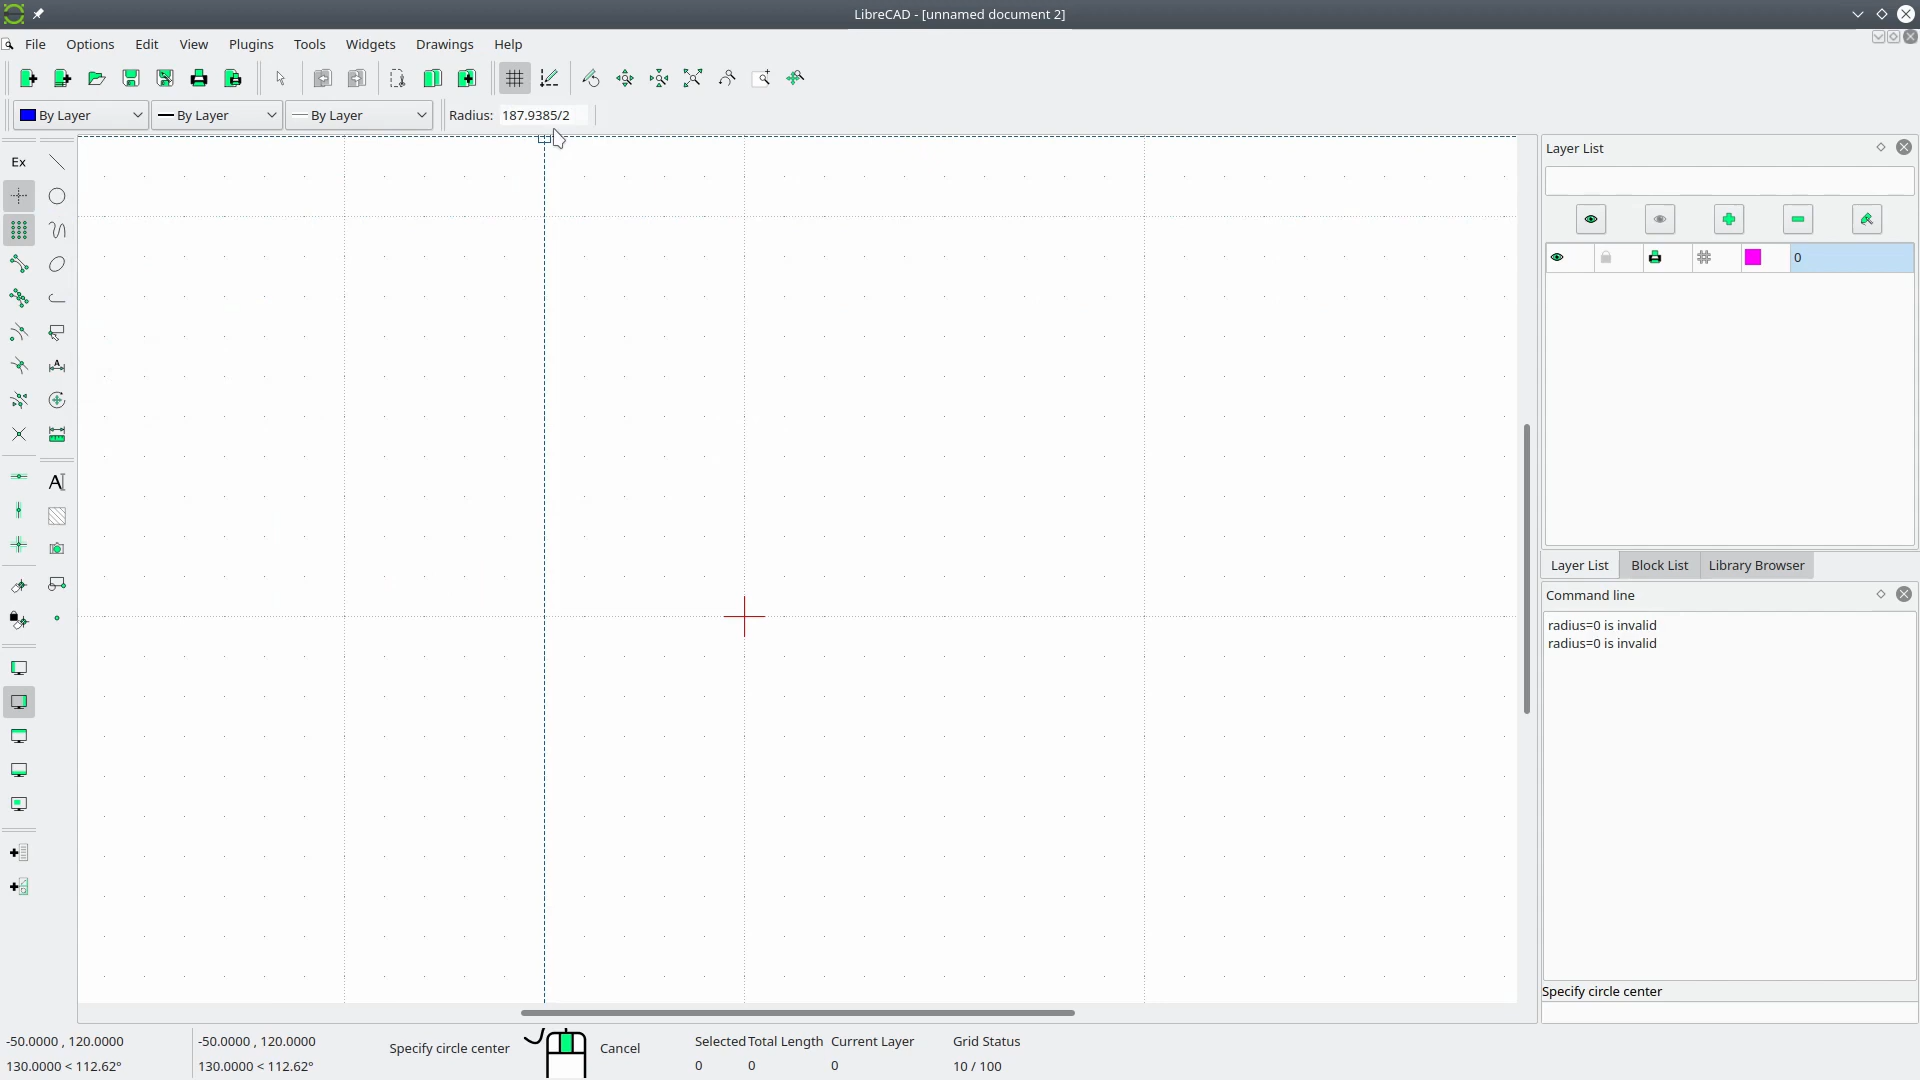 LibreCAD - [unnamed document 2]
File Options Edit View Plugins Tools Widgets Drawings Help
By Layer By Layer By Layer Radius: 187.9385/2
Ex
A
A
Layer List
0
Layer List Block List Library Browser
Command line
radius=0 is invalid
radius=0 is invalid
Specify circle center
-50.0000 , 120.0000 -50.0000 , 120.0000 Specify circle center Cancel Selected Total Length Current Layer Grid Status
130.0000 < 112.62° 130.0000 < 112.62° 0 0 0 10 / 100